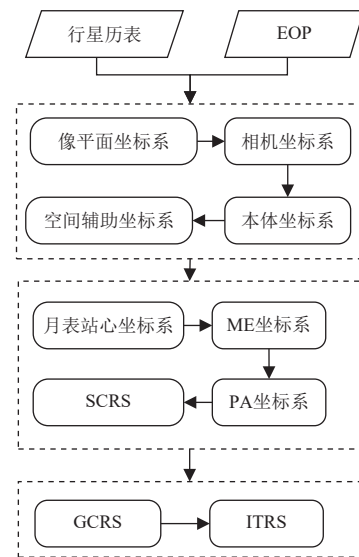 行星历表
EOP
像平面坐标系
相机坐标系
空间辅助坐标系
本体坐标系
月表站心坐标系
ME坐标系
SCRS
PA坐标系
GCRS
ITRS